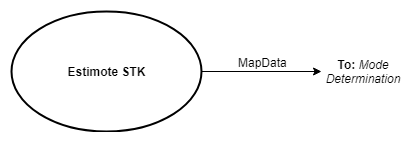 Estimote STK
MapData
To: Mode
Determination